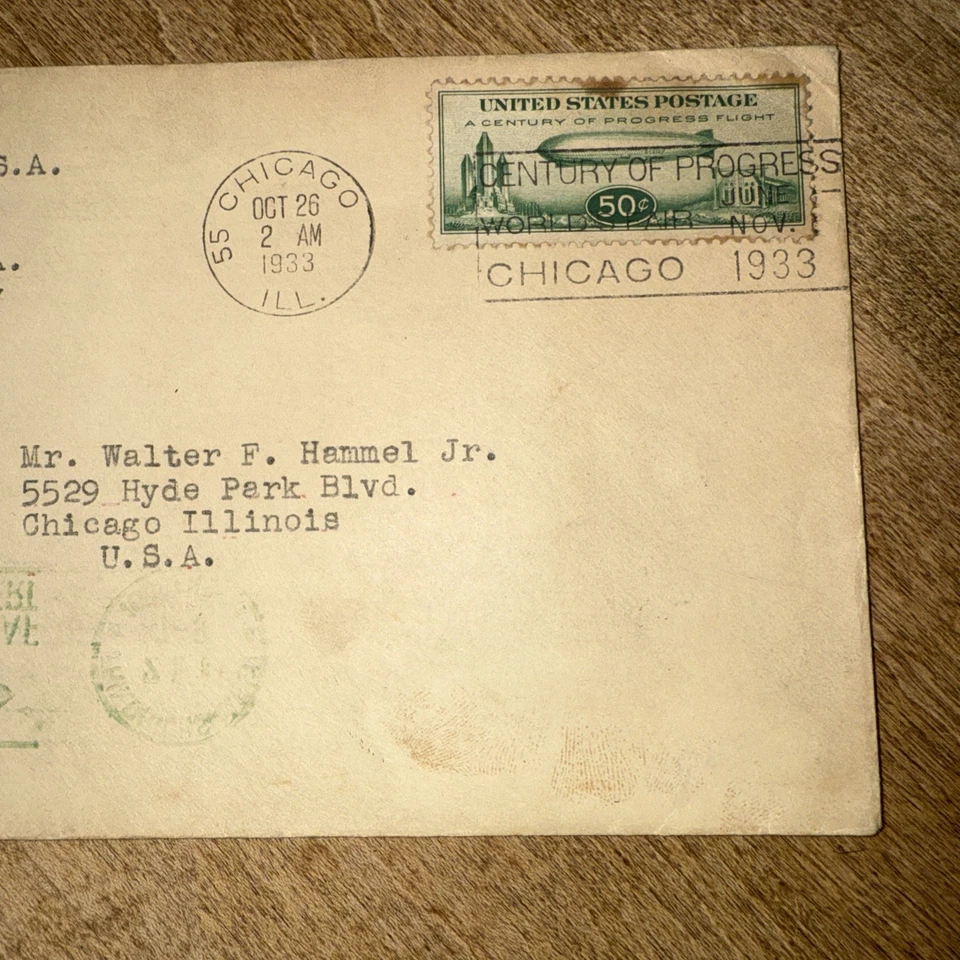 S.A.
UNITED STATES POSTAGE
A CENTURY OF PROGRESS FLIGHT
50¢
55 CHICAGO
OCT 26
2 AM
1933
ILL.
CENTURY OF PROGRESS
JUNE
WORLD'S FAIR NOV.
CHICAGO 1933
Mr. Walter F. Hammel Jr.
5529 Hyde Park Blvd.
Chicago Illinois
U.S.A.